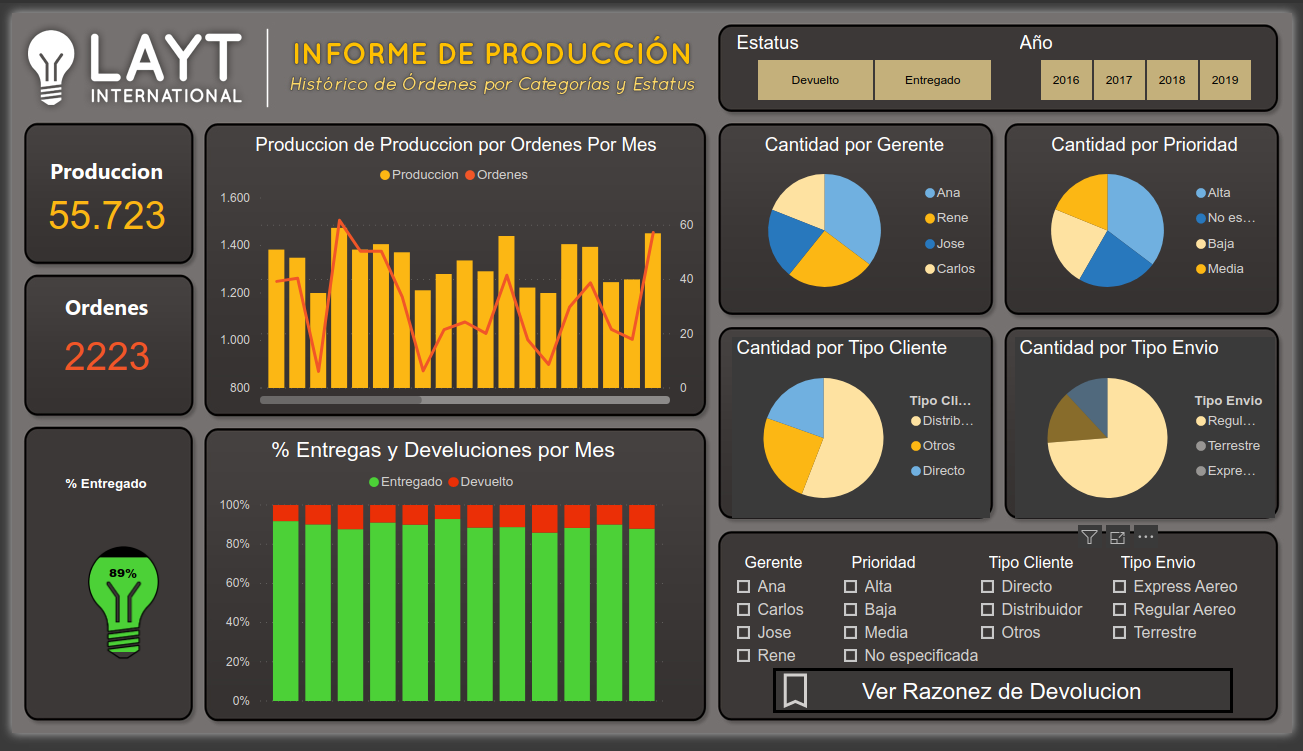 LAYT
INTERNATIONAL
INFORME DE PRODUCCIÓN
Histórico de Órdenes por Categorías y Estatus
Estatus
Devuelto
Entregado
Año
2016
2017
2018
2019
Produccion
55.723
Ordenes
2223
% Entregado
89%
Produccion de Produccion por Ordenes Por Mes
Produccion
Ordenes
1.600
1.400
1.200
1.000
800
60
40
20
0
% Entregas y Develuciones por Mes
Entregado
Devuelto
100%
80%
60%
40%
20%
0%
Cantidad por Gerente
Ana
Rene
Jose
Carlos
Cantidad por Prioridad
Alta
No es...
Baja
Media
Cantidad por Tipo Cliente
Tipo Cli...
Distrib...
Otros
Directo
Cantidad por Tipo Envio
Tipo Envio
Regul...
Terrestre
Expre...
Gerente
Ana
Carlos
Jose
Rene
Prioridad
Alta
Baja
Media
No especificada
Tipo Cliente
Directo
Distribuidor
Otros
Tipo Envio
Express Aereo
Regular Aereo
Terrestre
Ver Razonez de Devolucion